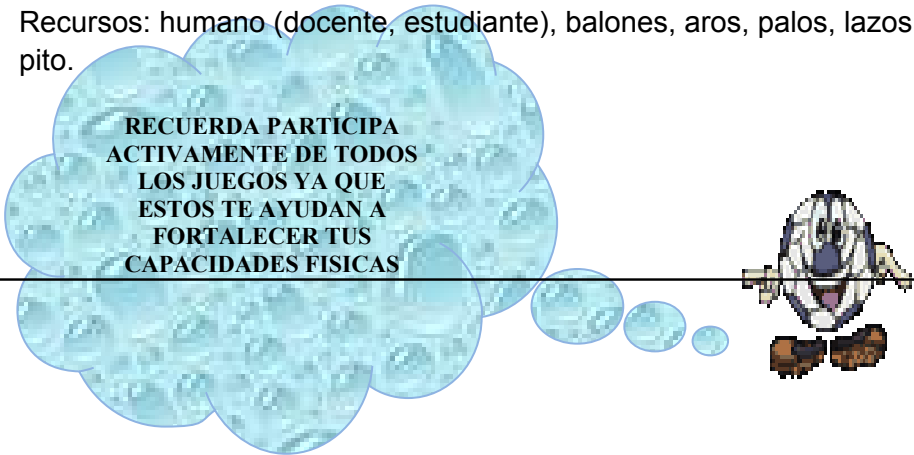 Recursos: humano (docente, estudiante), balones, aros, palos, lazos
pito.
RECUERDA PARTICIPA
ACTIVAMENTE DE TODOS
LOS JUEGOS YA QUE
ESTOS TE AYUDAN A
FORTALECER TUS
CAPACIDADES FISICAS